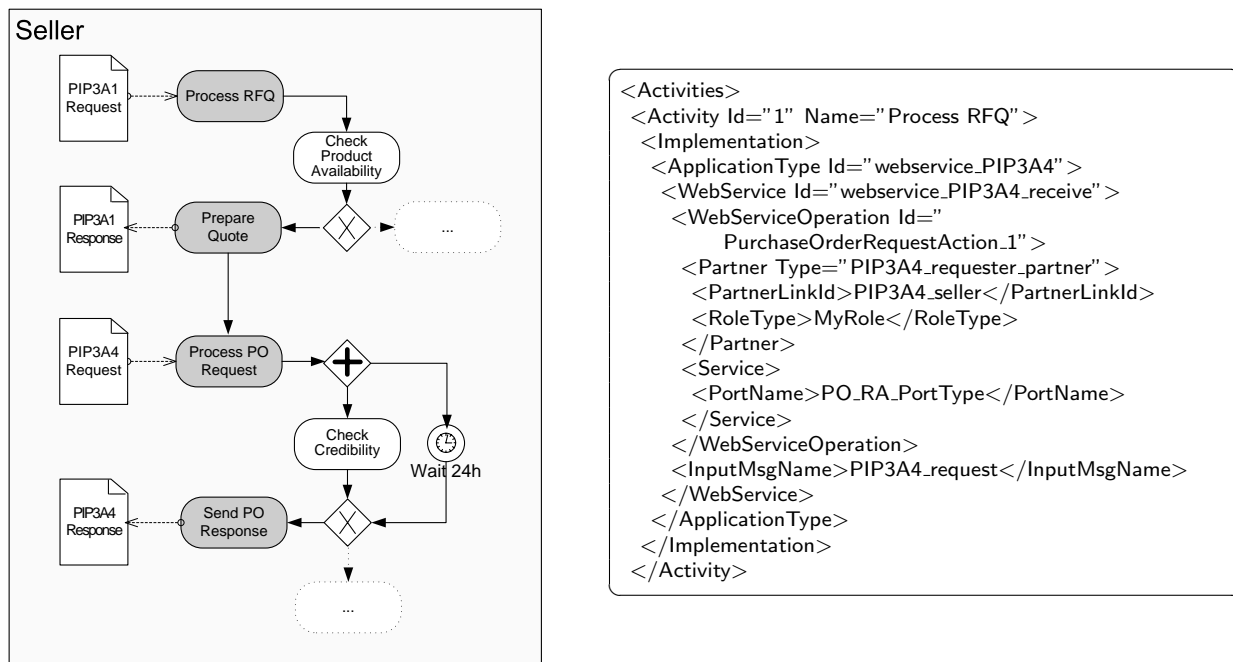 Seller
PIP3A1
Request
Process RFQ
Check
Product
Availability
PIP3A1
Response
Prepare
Quote
X
...
PIP3A4
Request
Process PO
Request
Check
Credibility
Wait 24h
PIP3A4
Response
Send PO
Response
X
...
<Activities>
<Activity Id="1" Name="Process RFQ">
<Implementation>
<ApplicationType Id="webservice_PIP3A4">
<WebService Id="webservice_PIP3A4_receive">
<WebServiceOperation Id="
PurchaseOrderRequestAction_1">
<Partner Type="PIP3A4_requester_partner">
<PartnerLinkId>PIP3A4_seller</PartnerLinkId>
<RoleType>MyRole</RoleType>
</Partner>
<Service>
<PortName>PO_RA_PortType</PortName>
</Service>
</WebServiceOperation>
<InputMsgName>PIP3A4_request</InputMsgName>
</WebService>
</ApplicationType>
</Implementation>
</Activity>